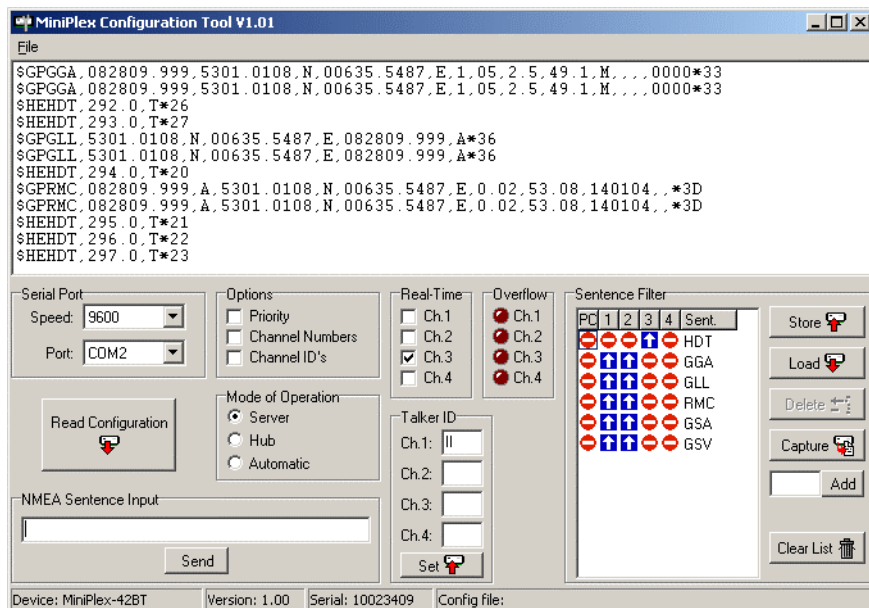 MiniPlex Configuration Tool V1.01
File
$GPGGA,082809.999,5301.0108,N,00635.5487,E,1,05,2.5,49.1,M,,,,0000*33
$GPGGA,082809.999,5301.0108,N,00635.5487,E,1,05,2.5,49.1,M,,,,0000*33
$HEHDT,292.0,T*26
$HEHDT,293.0,T*27
$GPGLL,5301.0108,N,00635.5487,E,082809.999,A*36
$GPGLL,5301.0108,N,00635.5487,E,082809.999,A*36
$HEHDT,294.0,T*20
$GPRMC,082809.999,A,5301.0108,N,00635.5487,E,0.02,53.08,140104,,*3D
$GPRMC,082809.999,A,5301.0108,N,00635.5487,E,0.02,53.08,140104,,*3D
$HEHDT,295.0,T*21
$HEHDT,296.0,T*22
$HEHDT,297.0,T*23
Serial Port
Speed: 9600
Port: COM2
Read Configuration
Options
Priority
Channel Numbers
Channel ID's
Mode of Operation
Server
Hub
Automatic
NMEA Sentence Input
Send
Real-Time
Ch.1
Ch.2
Ch.3
Ch.4
Overflow
Ch.1
Ch.2
Ch.3
Ch.4
Talker ID
Ch.1: II
Ch.2:
Ch.3:
Ch.4:
Set
Sentence Filter
PC 1 2 3 4 Sent.
HDT
GGA
GLL
RMC
GSA
GSV
Store
Load
Delete
Capture
Add
Clear List
Device: MiniPlex-42BT Version: 1.00 Serial: 10023409 Config file: